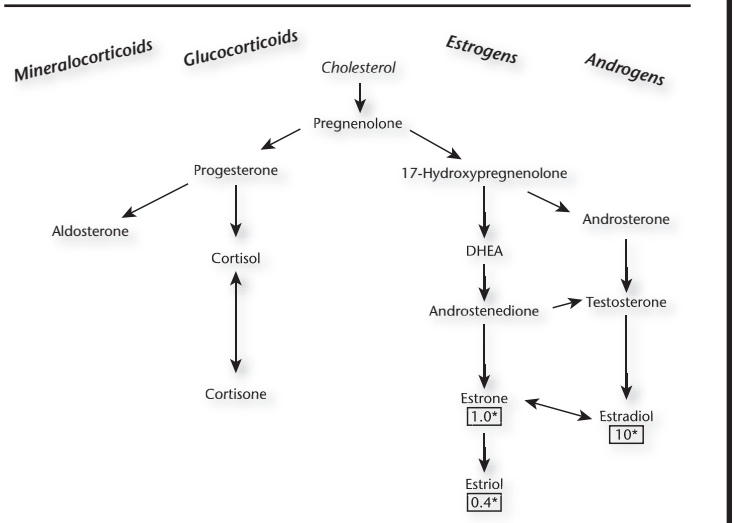 Mineralocorticoids
Glucocorticoids
Estrogens
Androgens
Cholesterol
Pregnenolone
Progesterone
17-Hydroxypregnenolone
Aldosterone
Androsterone
Cortisol
DHEA
Androstenedione
Testosterone
Cortisone
Estrone
1.0*
Estradiol
10*
Estriol
0.4*